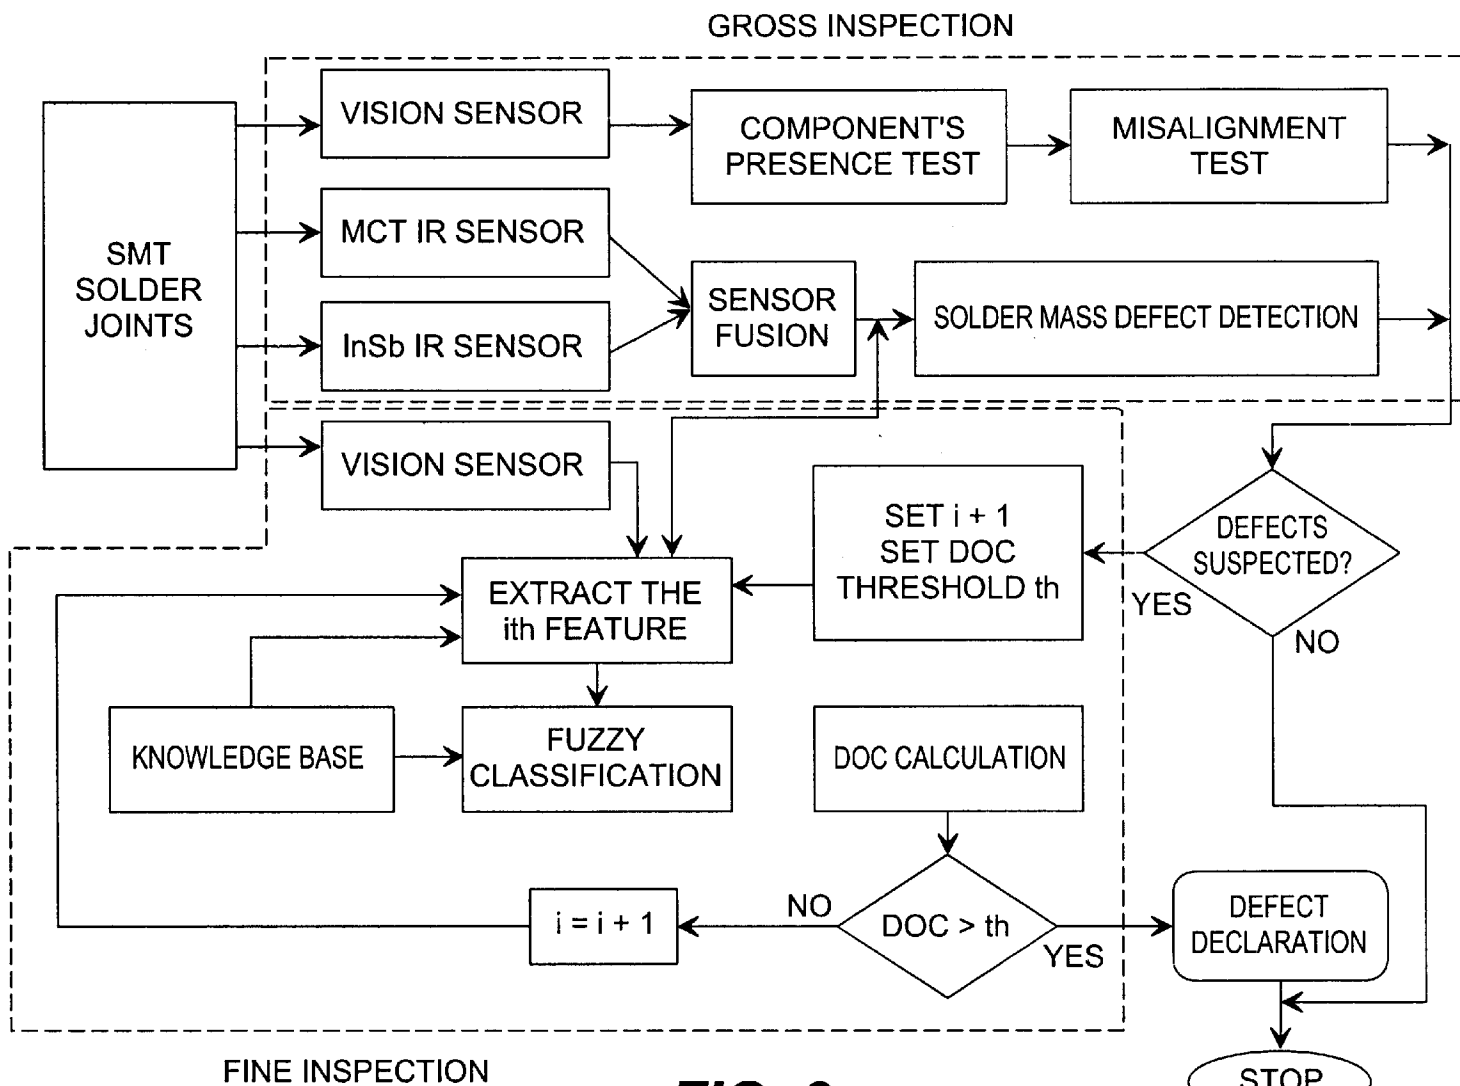 GROSS INSPECTION
VISION SENSOR
COMPONENT'S
PRESENCE TEST
MISALIGNMENT
TEST
SMT
SOLDER
JOINTS
MCT IR SENSOR
InSb IR SENSOR
SENSOR
FUSION
SOLDER MASS DEFECT DETECTION
VISION SENSOR
SET i + 1
SET DOC
THRESHOLD th
DEFECTS
SUSPECTED?
YES
NO
EXTRACT THE
ith FEATURE
KNOWLEDGE BASE
FUZZY
CLASSIFICATION
DOC CALCULATION
i = i + 1
NO
DOC > th
YES
DEFECT
DECLARATION
STOP
FINE INSPECTION